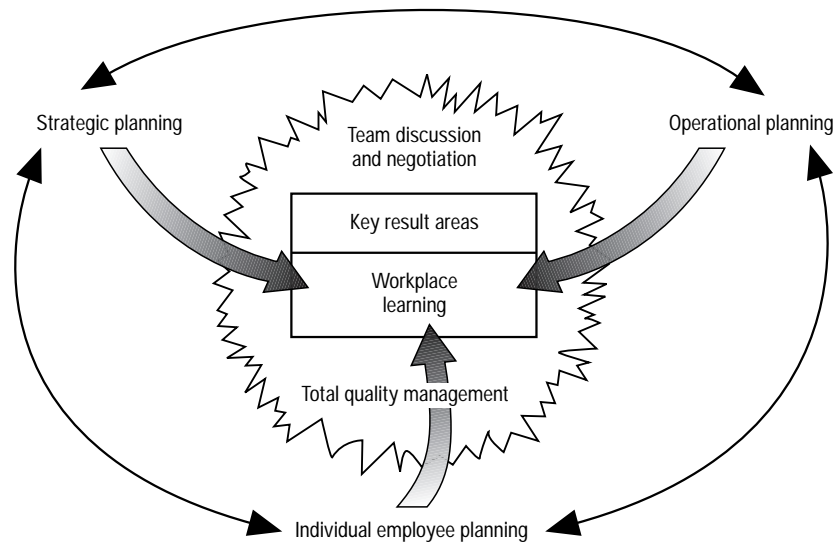 Strategic planning
Operational planning
Team discussion
and negotiation
Key result areas
Workplace
learning
Total quality management
Individual employee planning